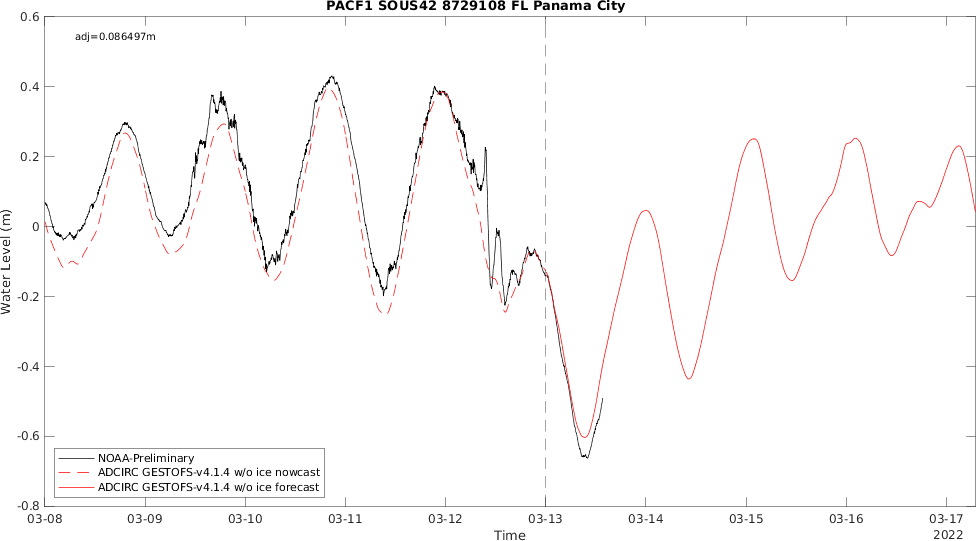 PACF1 SOUS42 8729108 FL Panama City
adj=0.086497m
0.6
0.4
0.2
0
-0.2
-0.4
-0.6
-0.8
Water Level (m)
NOAA-Preliminary
ADCIRC GESTOFS-v4.1.4 w/o ice nowcast
ADCIRC GESTOFS-v4.1.4 w/o ice forecast
03-08 03-09 03-10 03-11 03-12 03-13 03-14 03-15 03-16 03-17
Time
2022